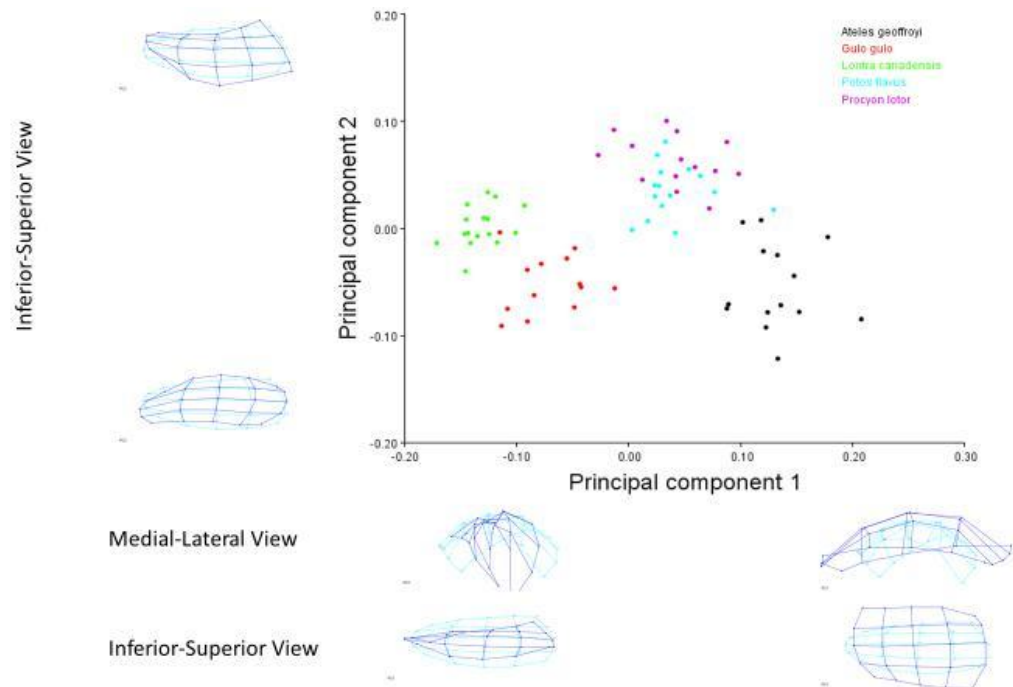 Inferior-Superior View
Principal component 2
0.20
0.10
0.00
-0.10
-0.20
Ateles geoffroyi
Gulo gulo
Lontra canadensis
Potos flavus
Procyon lotor
-0.20
-0.10
0.00
0.10
0.20
0.30
Principal component 1
Medial-Lateral View
Inferior-Superior View